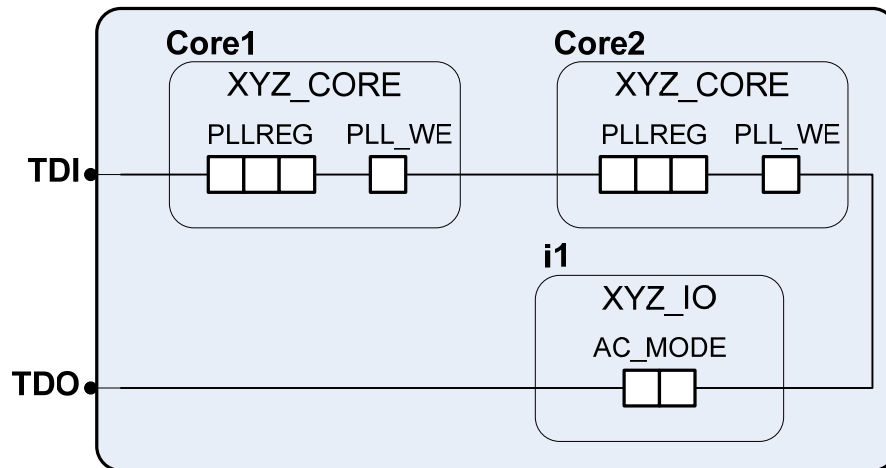 Core1
Core2
XYZ_CORE
XYZ_CORE
PLLREG PLL_WE
PLLREG PLL_WE
TDI
i1
XYZ_IO
AC_MODE
TDO